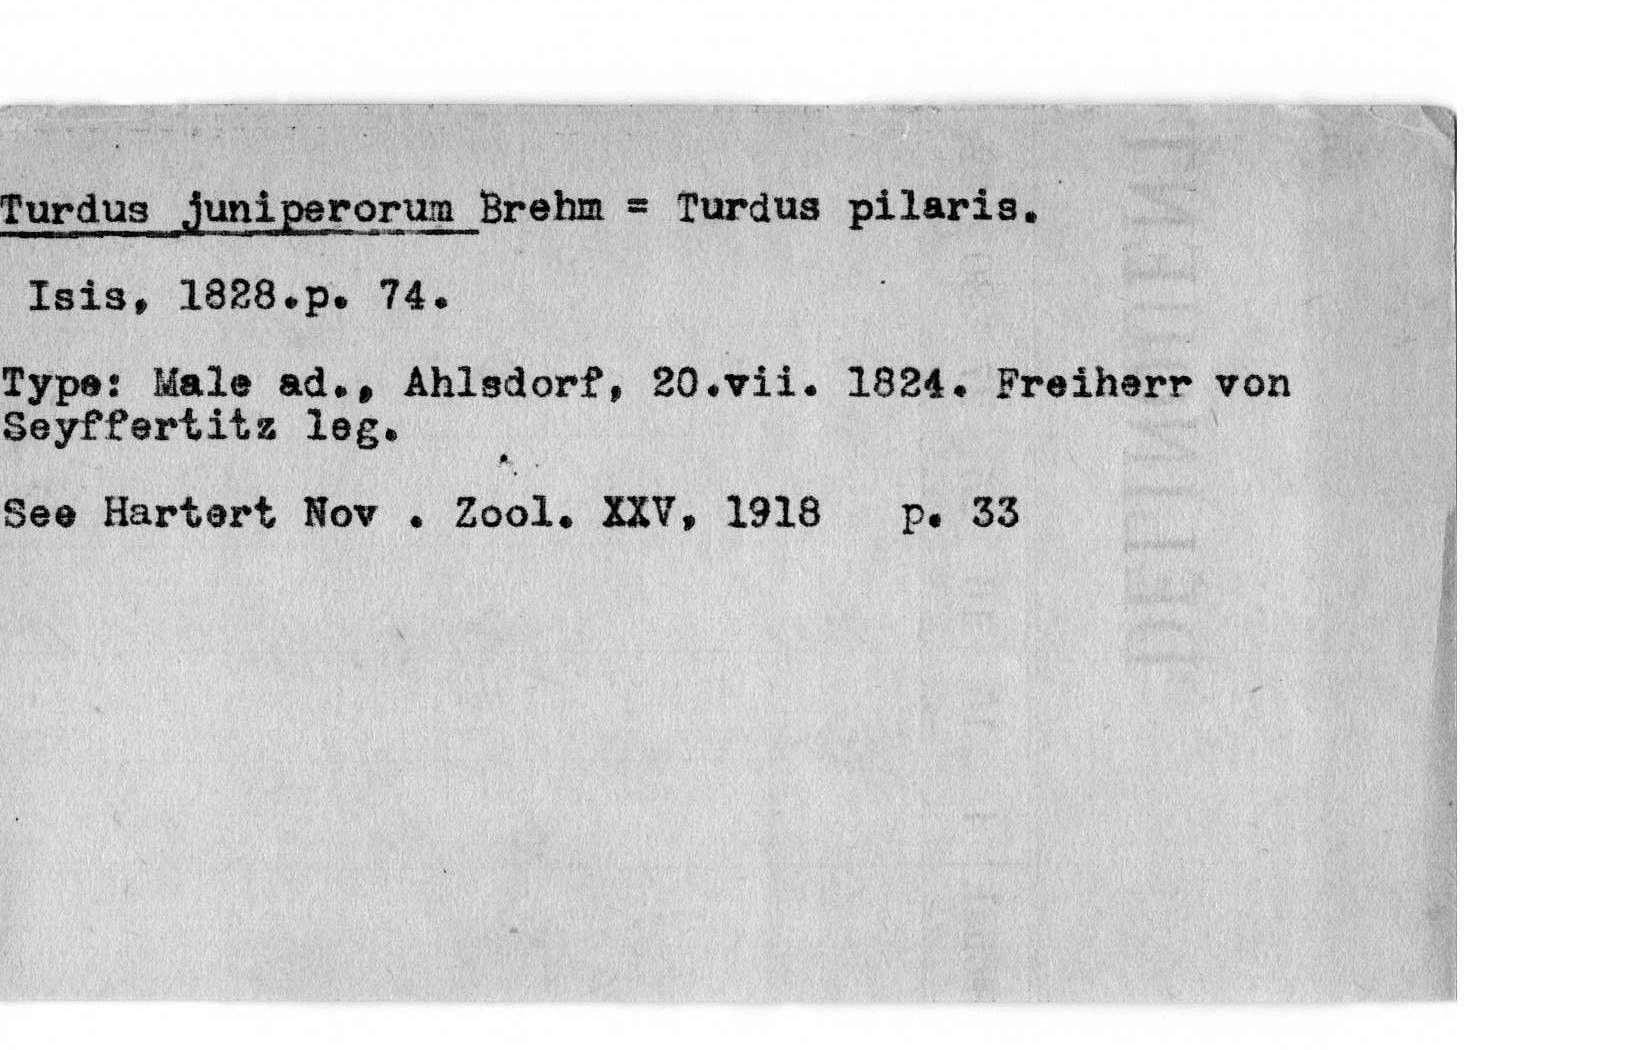 Turdus juniperorum Brehm = Turdus pilaris.
Isis, 1828.p. 74.
Type: Male ad., Ahlsdorf, 20.vii. 1824. Freiherr von
Seyffertitz leg.
See Hartert Nov . Zool. XXV, 1918 p. 33